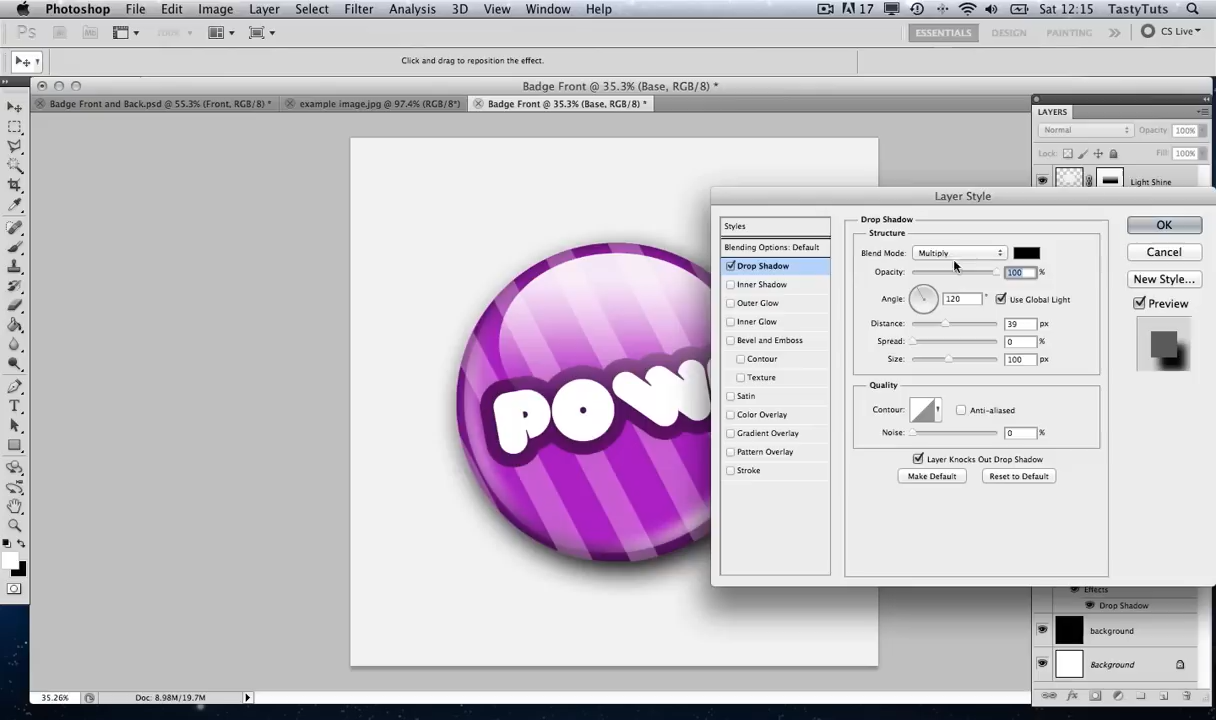 Photoshop File Edit Image Layer Select Filter Analysis 3D View Window Help 17 Sat 12:15 TastyTuts
Ps Br Mb 200% ESSENTIALS DESIGN PAINTING >> CS Live
Click and drag to reposition the effect.
Badge Front @ 35.3% (Base, RGB/8) *
Badge Front and Back.psd @ 55.3% (Front, RGB/8) * example image.jpg @ 97.4% (RGB/8*) Badge Front @ 35.3% (Base, RGB/8) *
LAYERS
Normal Opacity: 100%
Lock: Fill: 100%
Light Shine
Layer Style
Styles
Blending Options: Default
Drop Shadow
Inner Shadow
Outer Glow
Inner Glow
Bevel and Emboss
Contour
Texture
Satin
Color Overlay
Gradient Overlay
Pattern Overlay
Stroke
Drop Shadow
Structure
Blend Mode: Multiply
Opacity: 100 %
Angle: 120 ° Use Global Light
Distance: 39 px
Spread: 0 %
Size: 100 px
Quality
Contour: Anti-aliased
Noise: 0 %
Layer Knocks Out Drop Shadow
Make Default Reset to Default
OK
Cancel
New Style...
Preview
POW
Effects
Drop Shadow
background
Background
35.26% Doc: 8.98M/19.7M